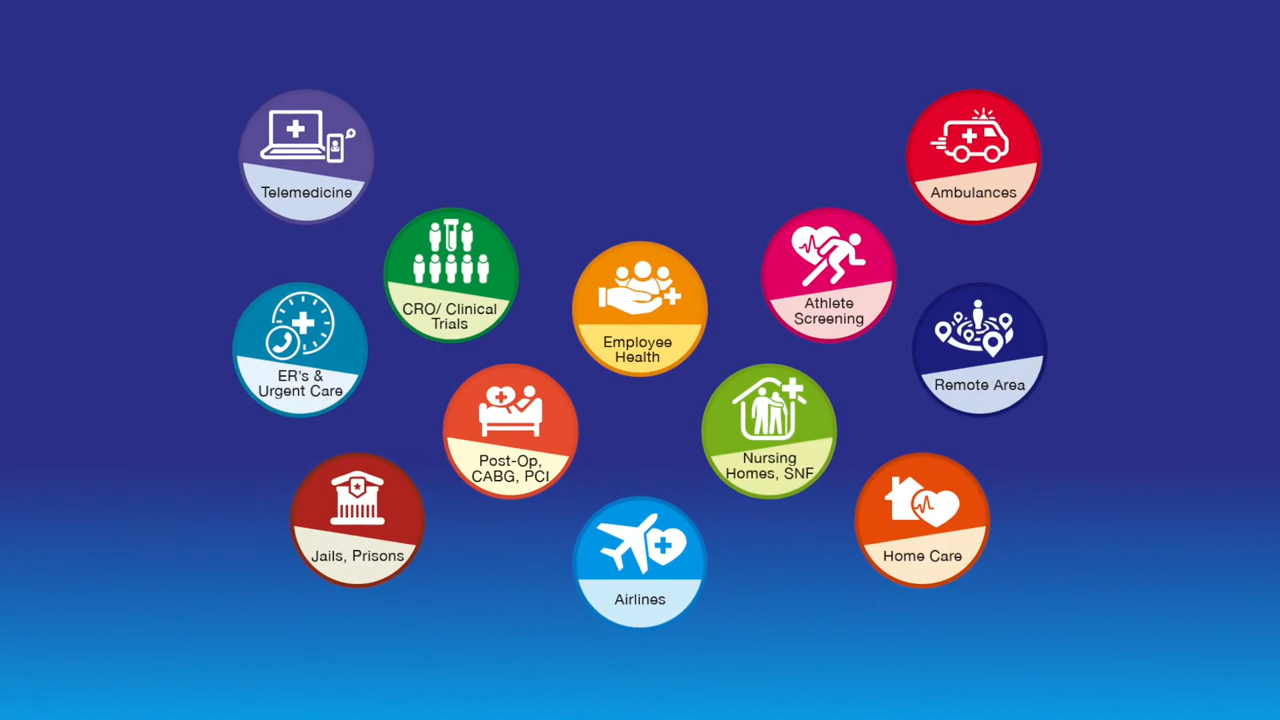 Telemedicine
Ambulances
CRO/ Clinical
Trials
Athlete
Screening
Employee
Health
ER's &
Urgent Care
Remote Area
Post-Op,
CABG, PCI
Nursing
Homes, SNF
Jails, Prisons
Home Care
Airlines